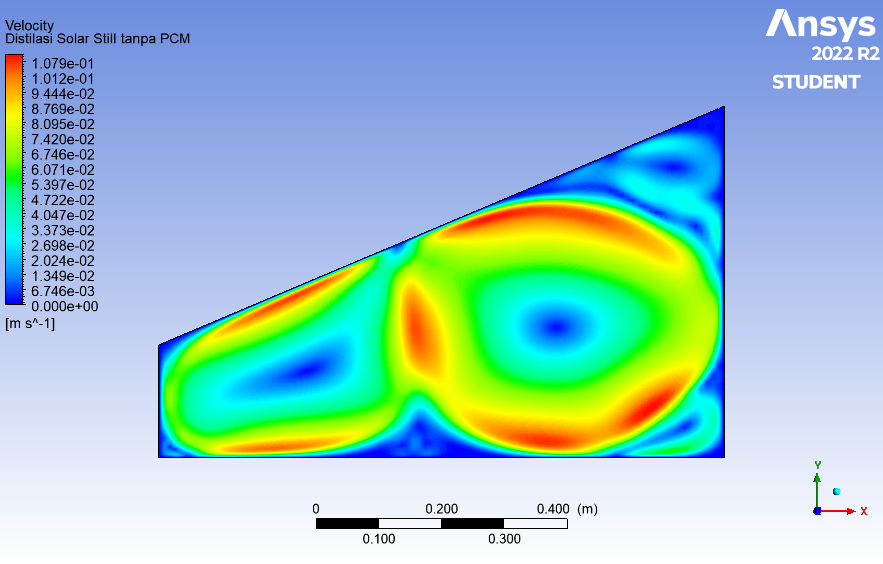 Velocity
Distilasi Solar Still tanpa PCM
1.079e-01
1.012e-01
9.444e-02
8.769e-02
8.095e-02
7.420e-02
6.746e-02
6.071e-02
5.397e-02
4.722e-02
4.047e-02
3.373e-02
2.698e-02
2.024e-02
1.349e-02
6.746e-03
0.000e+00
[m s^-1]
Ansys
2022 R2
STUDENT
0 0.200 0.400 (m)
0.100 0.300
Y
X